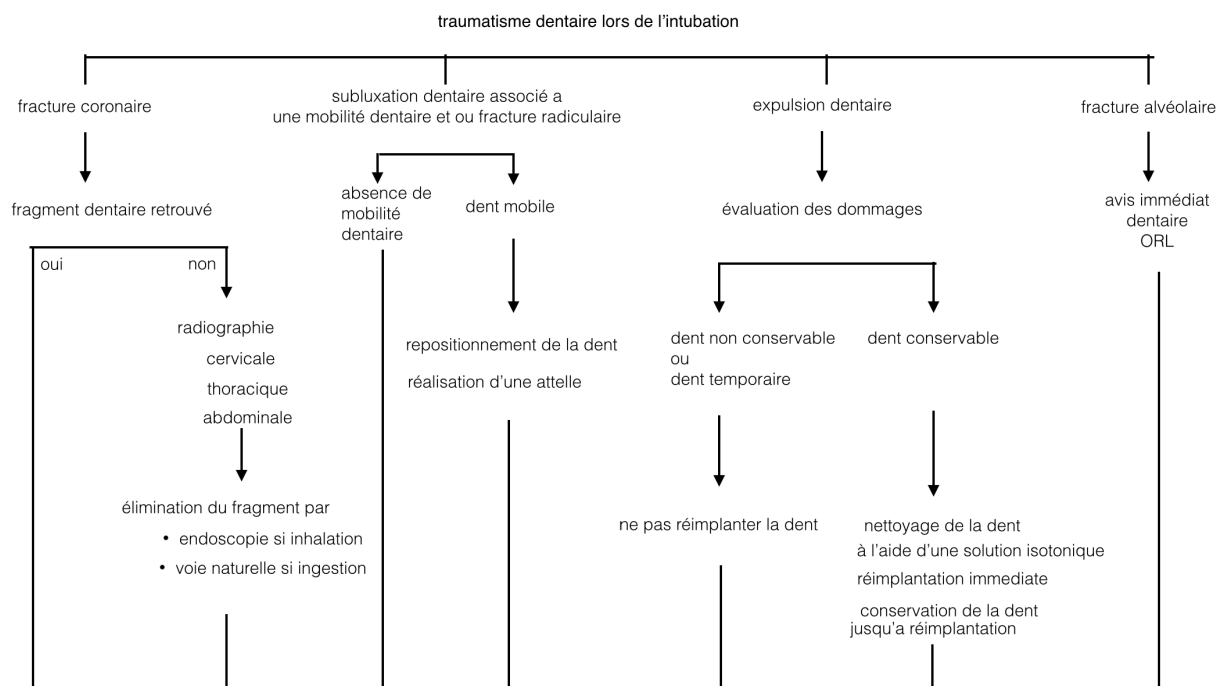 traumatisme dentaire lors de l'intubation
fracture coronaire
subluxation dentaire associé a
une mobilité dentaire et ou fracture radiculaire
expulsion dentaire
fracture alvéolaire
fragment dentaire retrouvé
absence de
mobilité
dentaire
dent mobile
évaluation des dommages
avis immédiat
dentaire
ORL
oui
non
radiographie
cervicale
thoracique
abdominale
repositionnement de la dent
réalisation d'une attelle
dent non conservable
ou
dent temporaire
dent conservable
élimination du fragment par
• endoscopie si inhalation
• voie naturelle si ingestion
ne pas réimplanter la dent
nettoyage de la dent
à l'aide d'une solution isotonique
réimplantation immediate
conservation de la dent
jusqu'a réimplantation